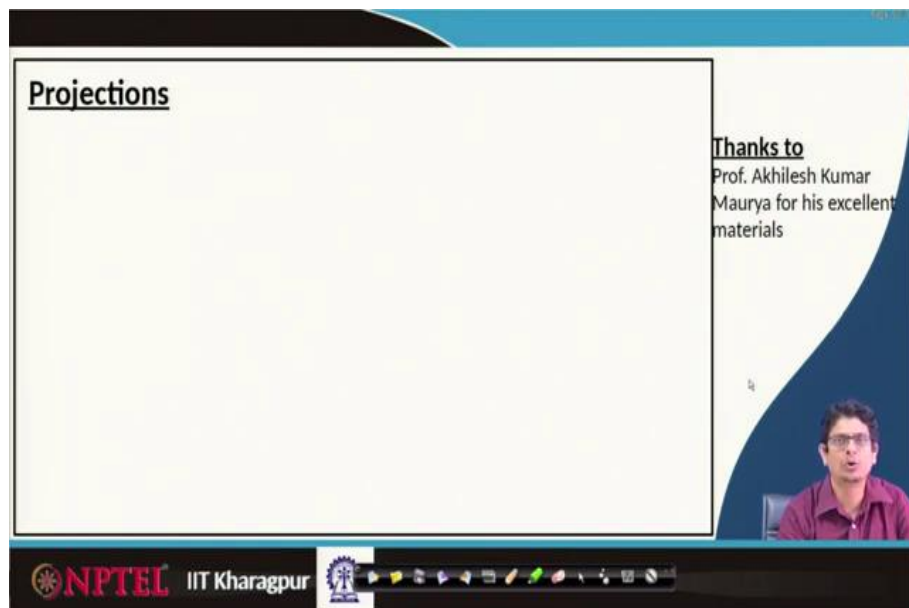 Projections
Thanks to
Prof. Akhilesh Kumar
Maurya for his excellent
materials
NPTEL
IIT Kharagpur